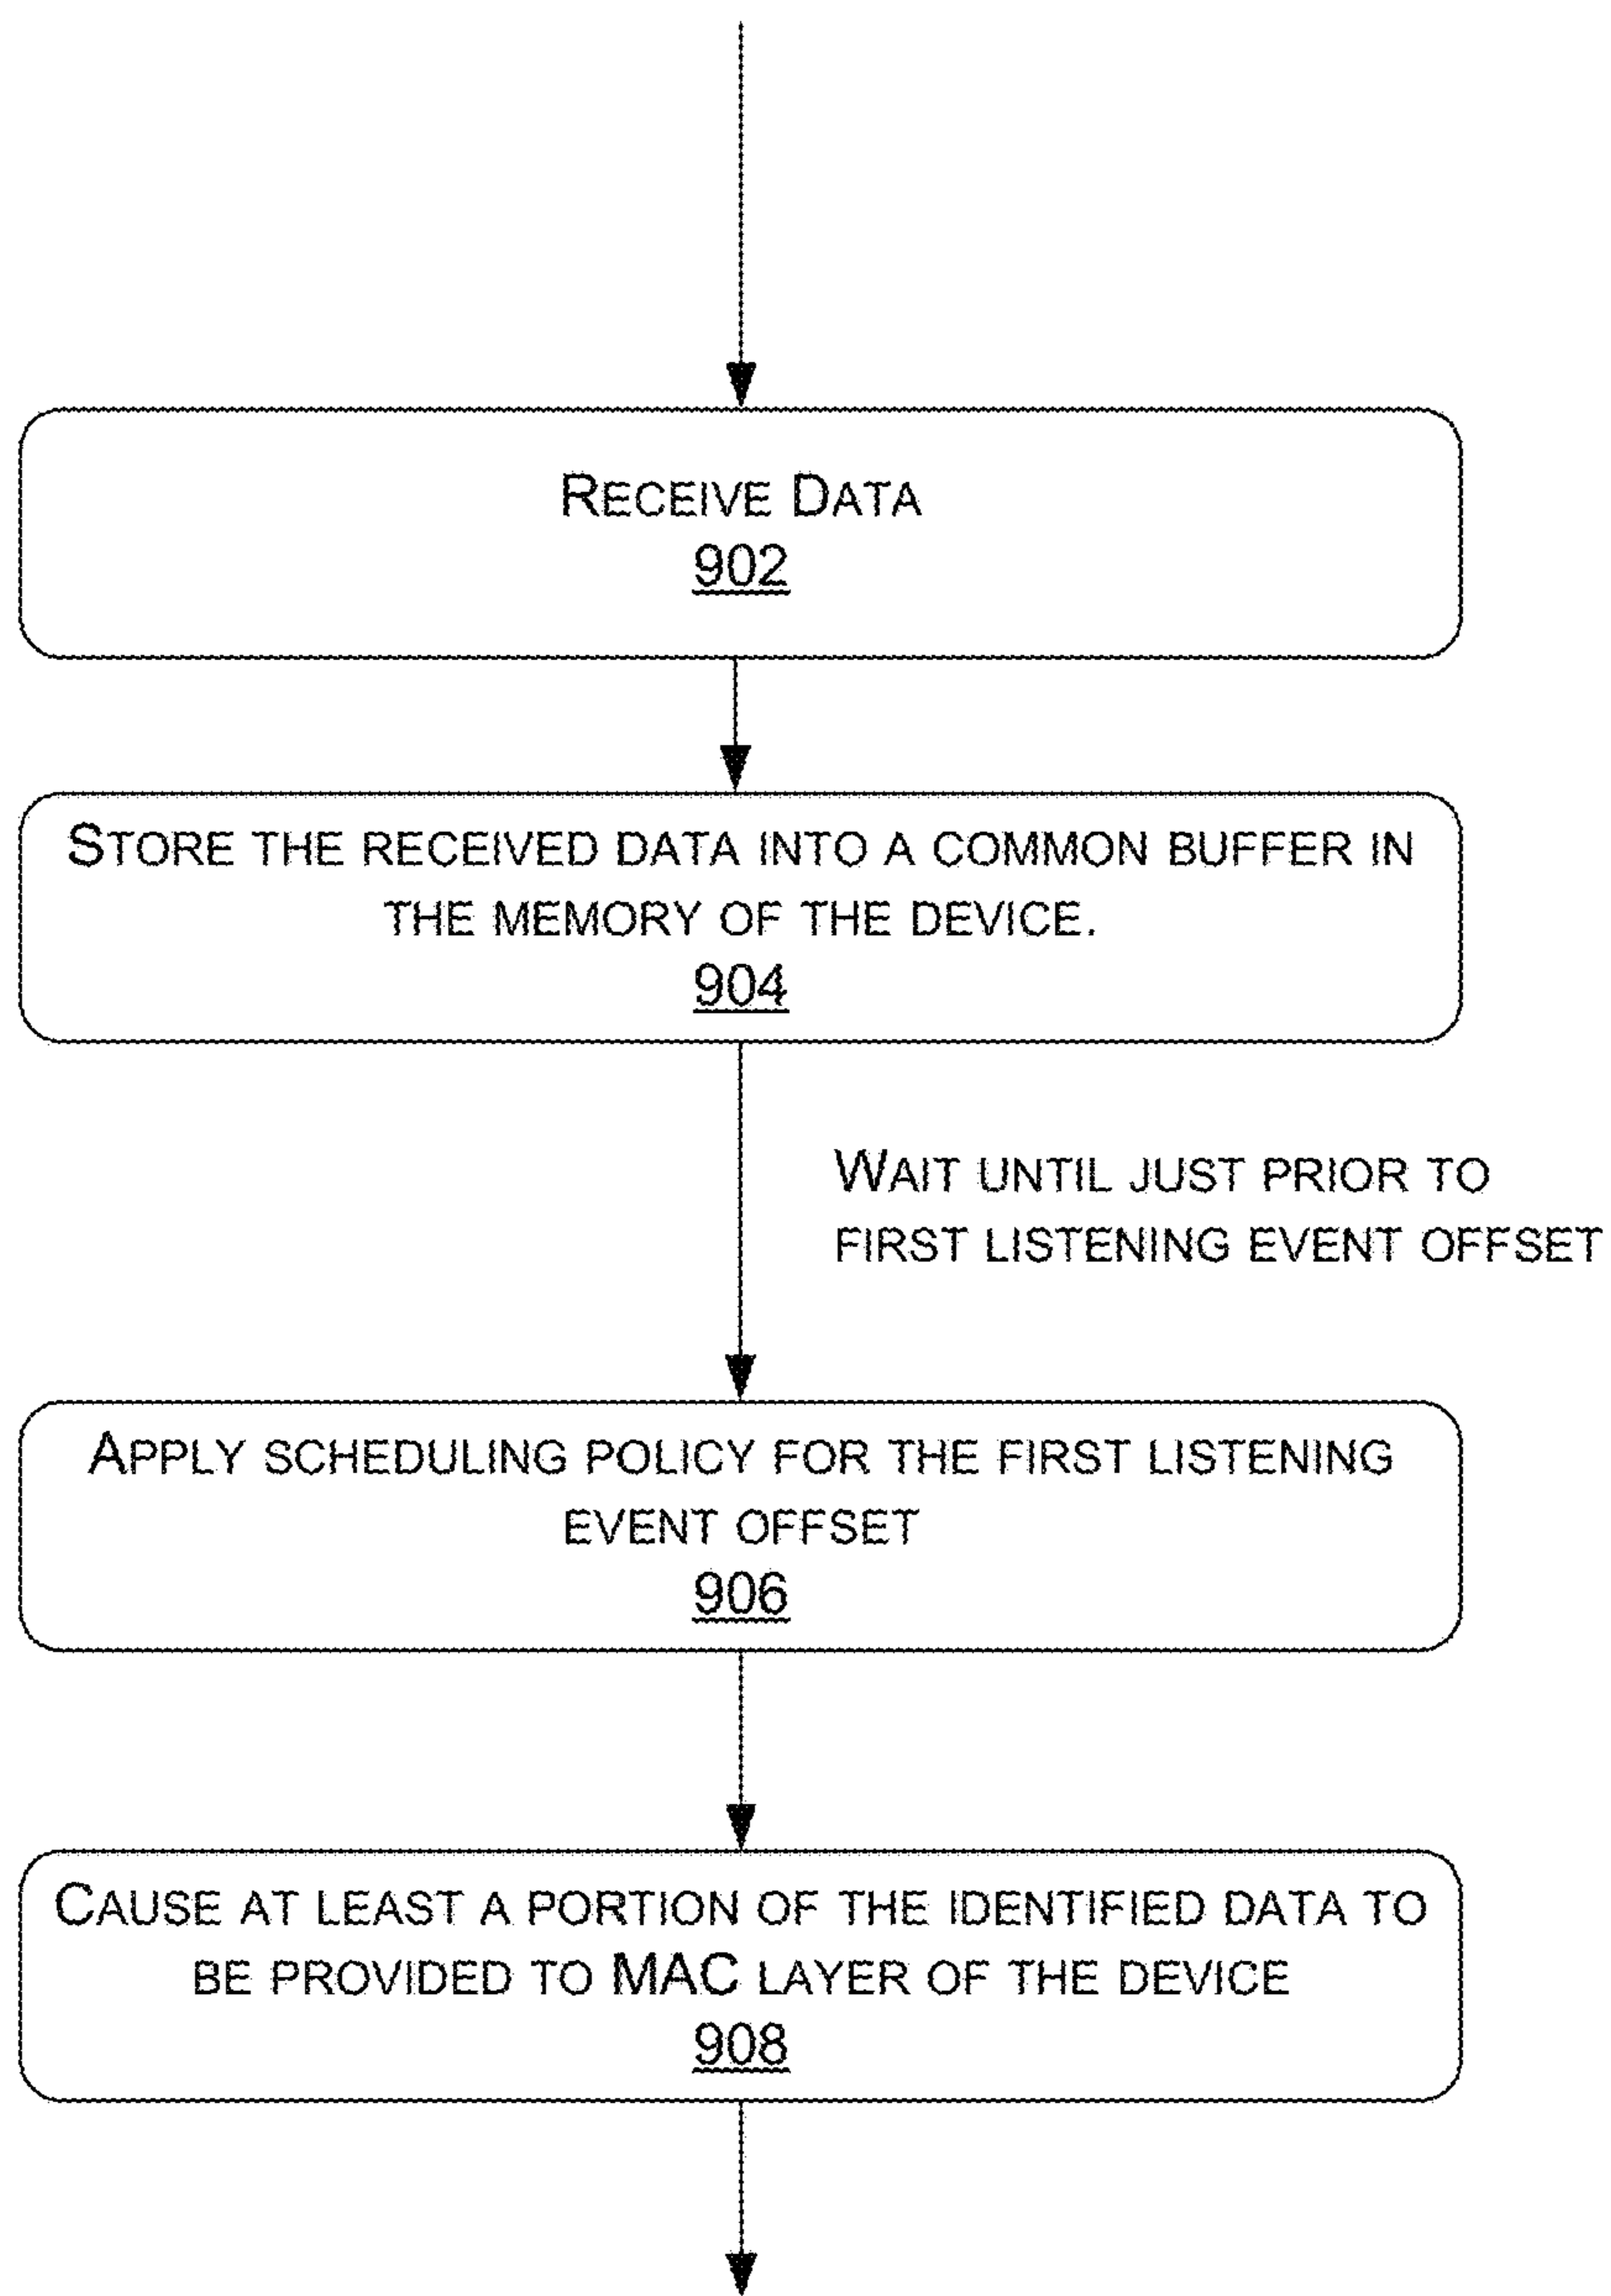 RECEIVE DATA
902
STORE THE RECEIVED DATA INTO A COMMON BUFFER IN
THE MEMORY OF THE DEVICE.
904
WAIT UNTIL JUST PRIOR TO
FIRST LISTENING EVENT OFFSET
APPLY SCHEDULING POLICY FOR THE FIRST LISTENING
EVENT OFFSET
906
CAUSE AT LEAST A PORTION OF THE IDENTIFIED DATA TO
BE PROVIDED TO MAC LAYER OF THE DEVICE
908